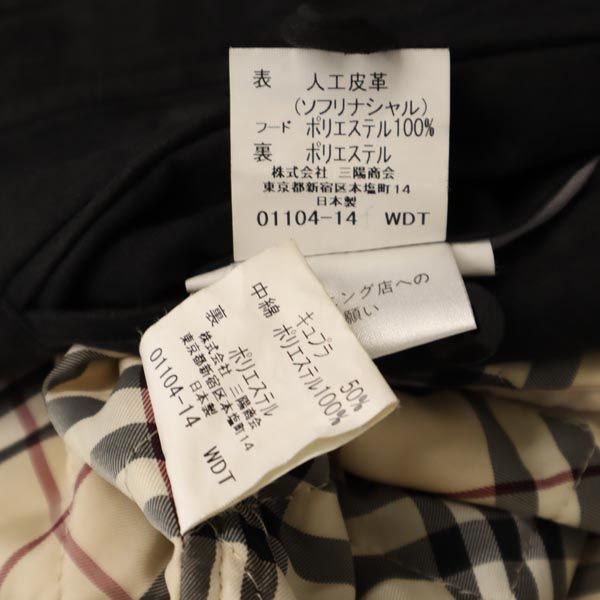 表 人工皮革
(ソフリナシャル)
フード ポリエステル100%
裏 ポリエステル
株式会社 三陽商会
東京都新宿区本塩町14
日本製
01104-14 WDT
ング店への
願い
キュプラ 50%
中綿 ポリエステル100%
裏 ポリエステル
株式会社 三陽商会
東京都新宿区本塩町14
日本製
01104-14 WDT